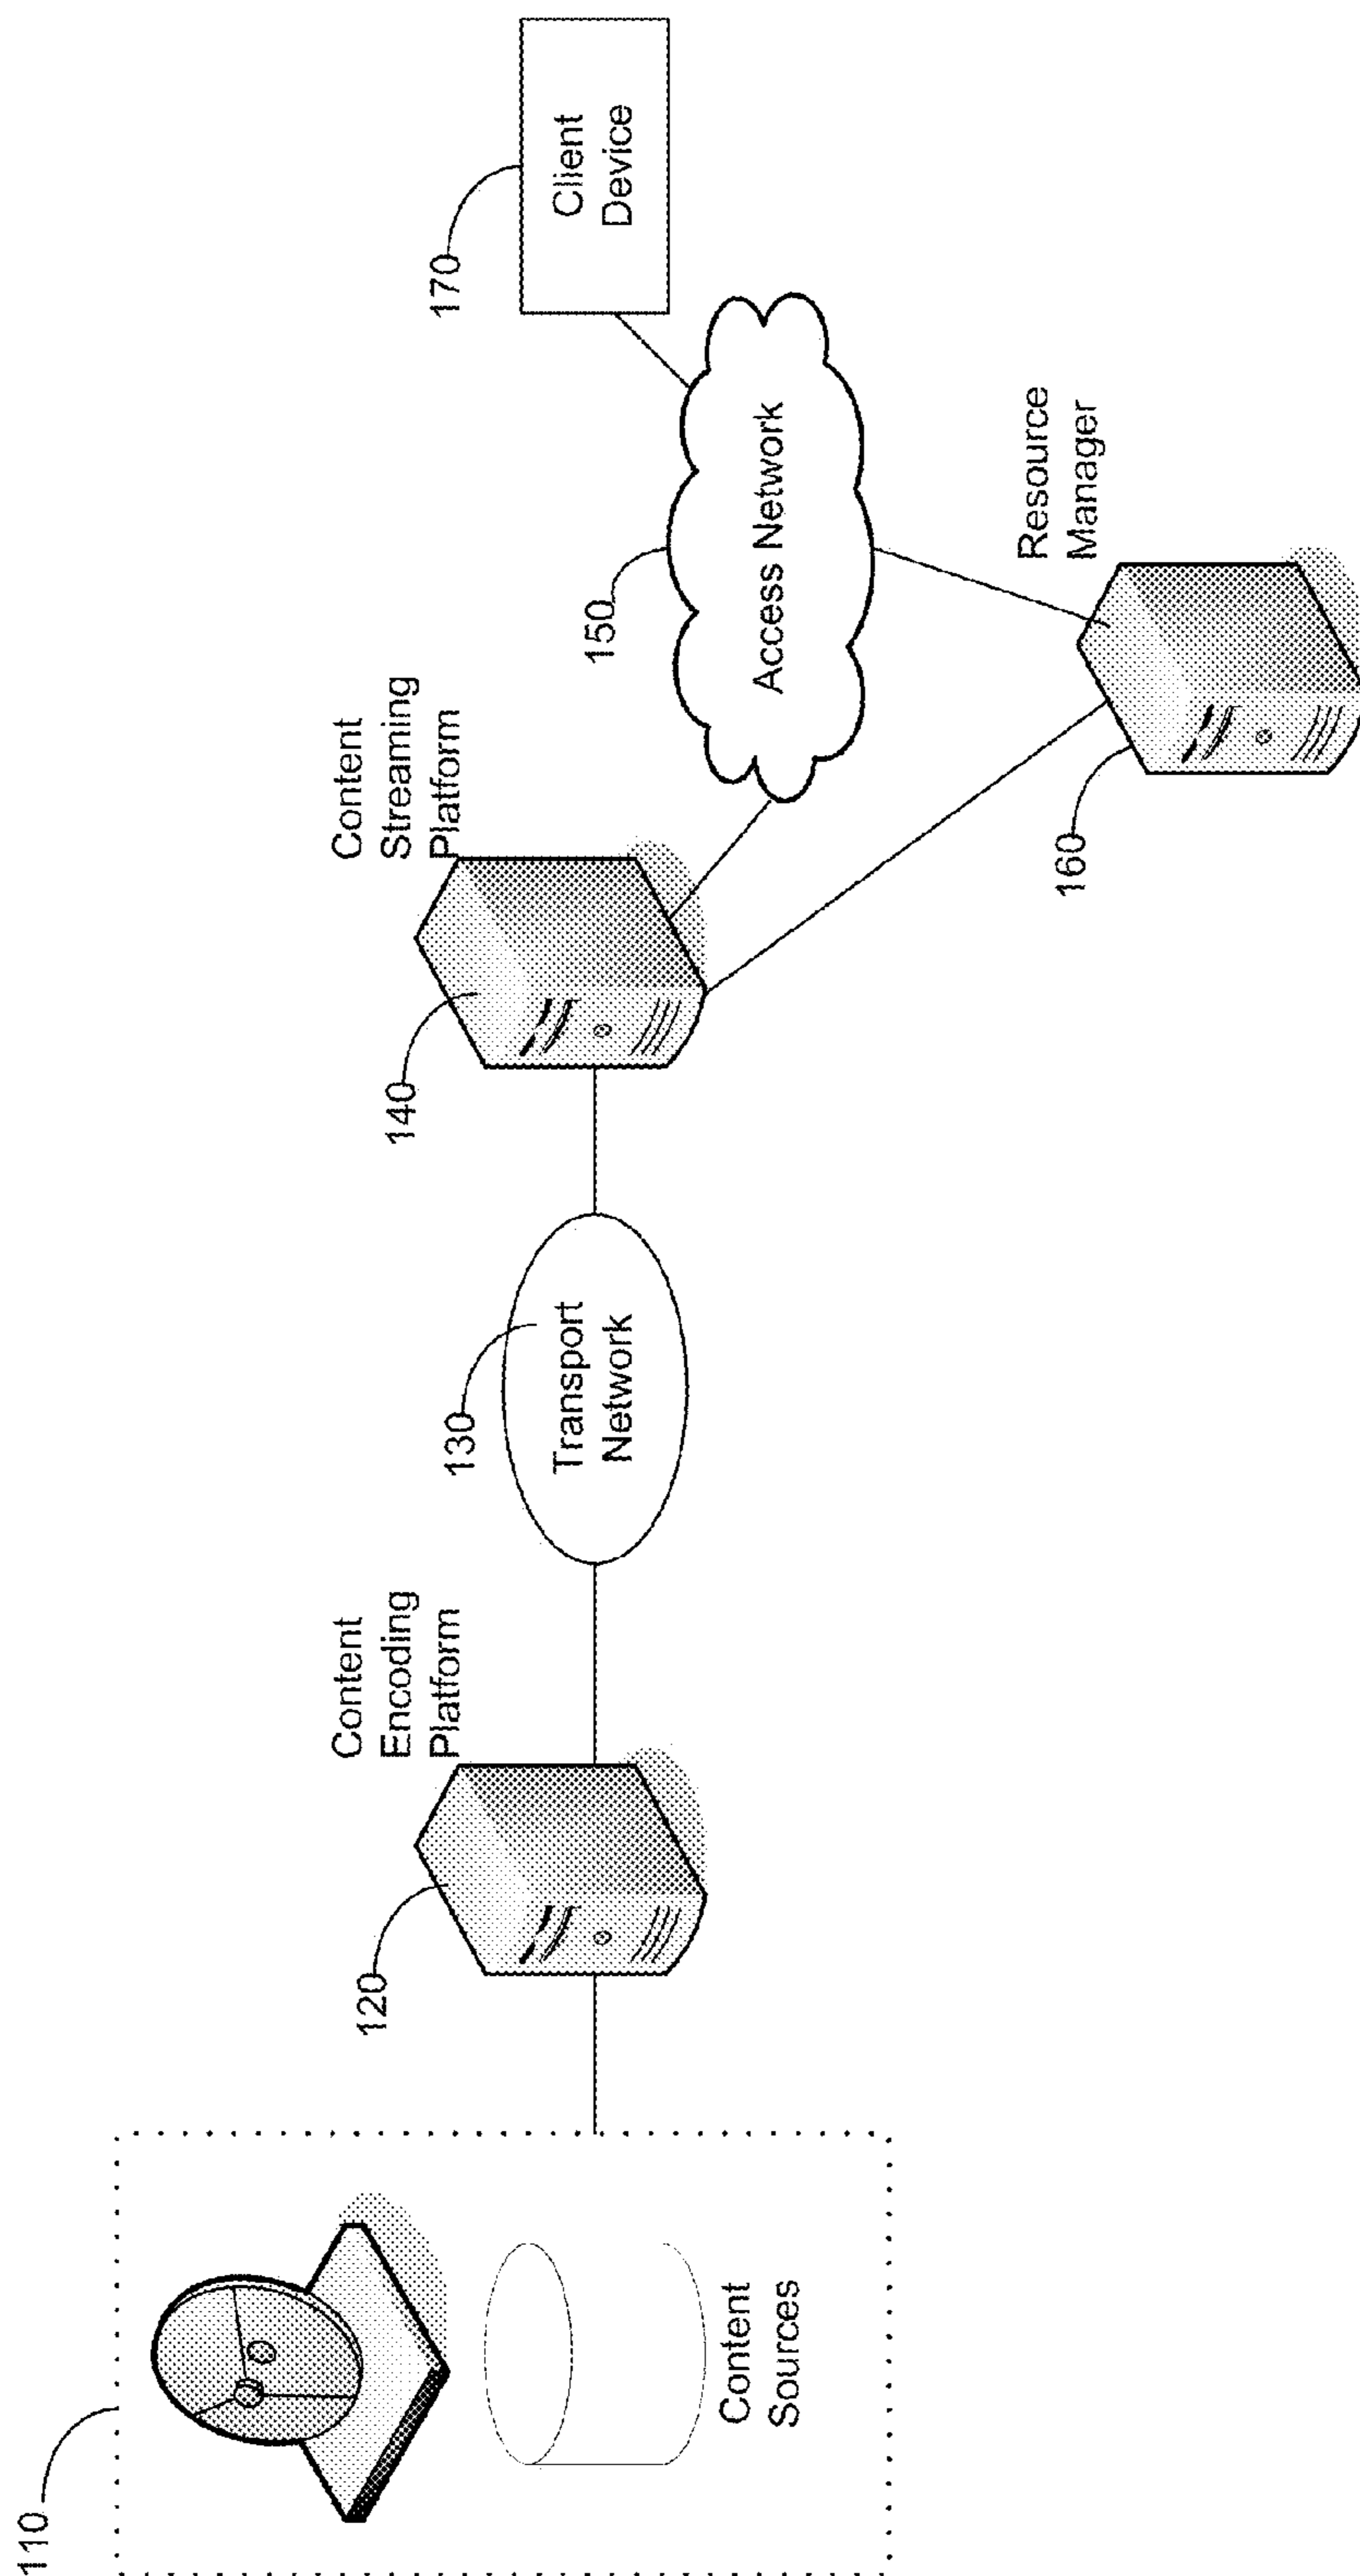 110
Content
Sources
120
Content
Encoding
Platform
130
Transport
Network
140
Content
Streaming
Platform
150
Access Network
160
Resource
Manager
170
Client
Device